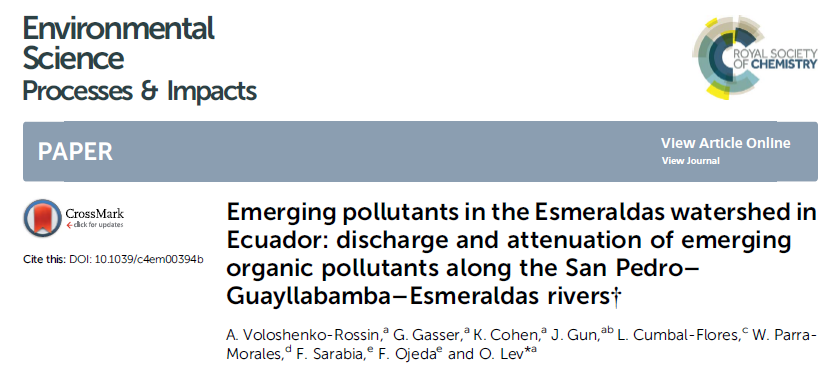 Environmental
Science
Processes & Impacts
ROYAL SOCIETY
OF CHEMISTRY
PAPER
View Article Online
View Journal
CrossMark
click for updates
Cite this: DOI: 10.1039/c4em00394b
Emerging pollutants in the Esmeraldas watershed in
Ecuador: discharge and attenuation of emerging
organic pollutants along the San Pedro–
Guayllabamba–Esmeraldas rivers†
A. Voloshenko-Rossin,ᵃ G. Gasser,ᵃ K. Cohen,ᵃ J. Gun,ᵃᵇ L. Cumbal-Flores,ᶜ W. Parra-
Morales,ᵈ F. Sarabia,ᵉ F. Ojedaᵉ and O. Lev*ᵃ